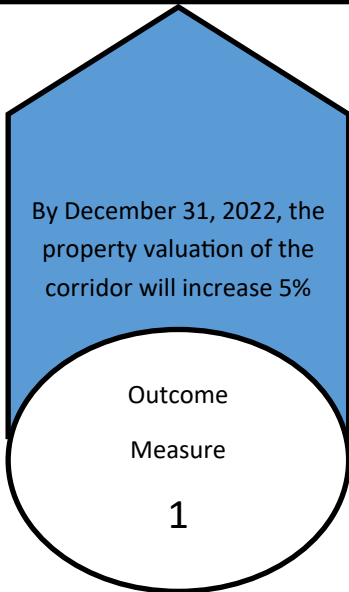 By December 31, 2022, the
property valuation of the
corridor will increase 5%
Outcome
Measure
1